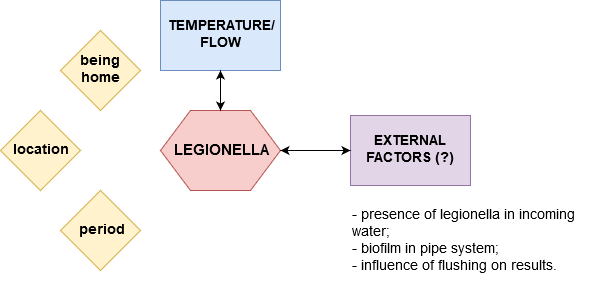 TEMPERATURE/
FLOW
being
home
location
LEGIONELLA
EXTERNAL
FACTORS (?)
period
- presence of legionella in incoming
water;
- biofilm in pipe system;
- influence of flushing on results.